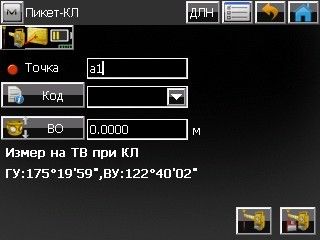 M Пикет-КЛ ДЛН
Точка a1
Код
ВО 0.0000 м
Измер на ТВ при КЛ
ГУ:175°19'59",ВУ:122°40'02"